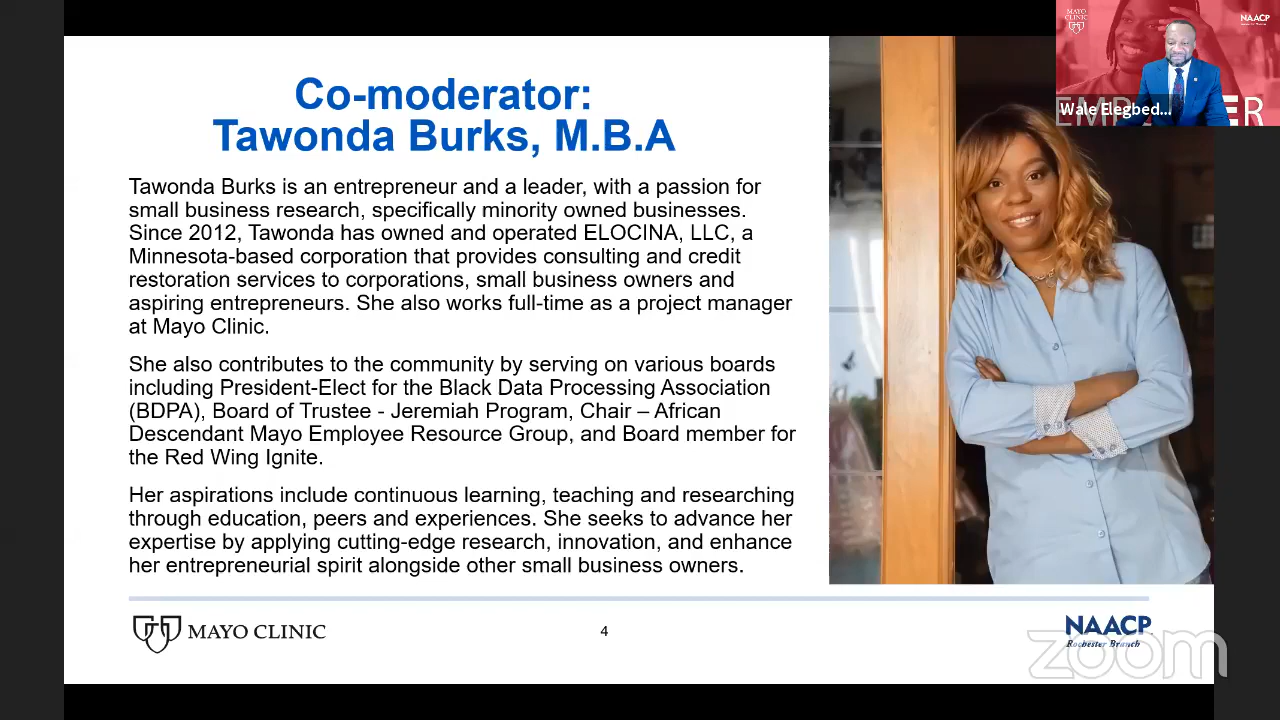 Co-moderator:
Tawonda Burks, M.B.A
Tawonda Burks is an entrepreneur and a leader, with a passion for
small business research, specifically minority owned businesses.
Since 2012, Tawonda has owned and operated ELOCINA, LLC, a
Minnesota-based corporation that provides consulting and credit
restoration services to corporations, small business owners and
aspiring entrepreneurs. She also works full-time as a project manager
at Mayo Clinic.
She also contributes to the community by serving on various boards
including President-Elect for the Black Data Processing Association
(BDPA), Board of Trustee - Jeremiah Program, Chair – African
Descendant Mayo Employee Resource Group, and Board member for
the Red Wing Ignite.
Her aspirations include continuous learning, teaching and researching
through education, peers and experiences. She seeks to advance her
expertise by applying cutting-edge research, innovation, and enhance
her entrepreneurial spirit alongside other small business owners.
MAYO CLINIC
4
NAACP
Rochester Branch
zoom
MAYO
CLINIC
NAACP
Wale Elegbed...